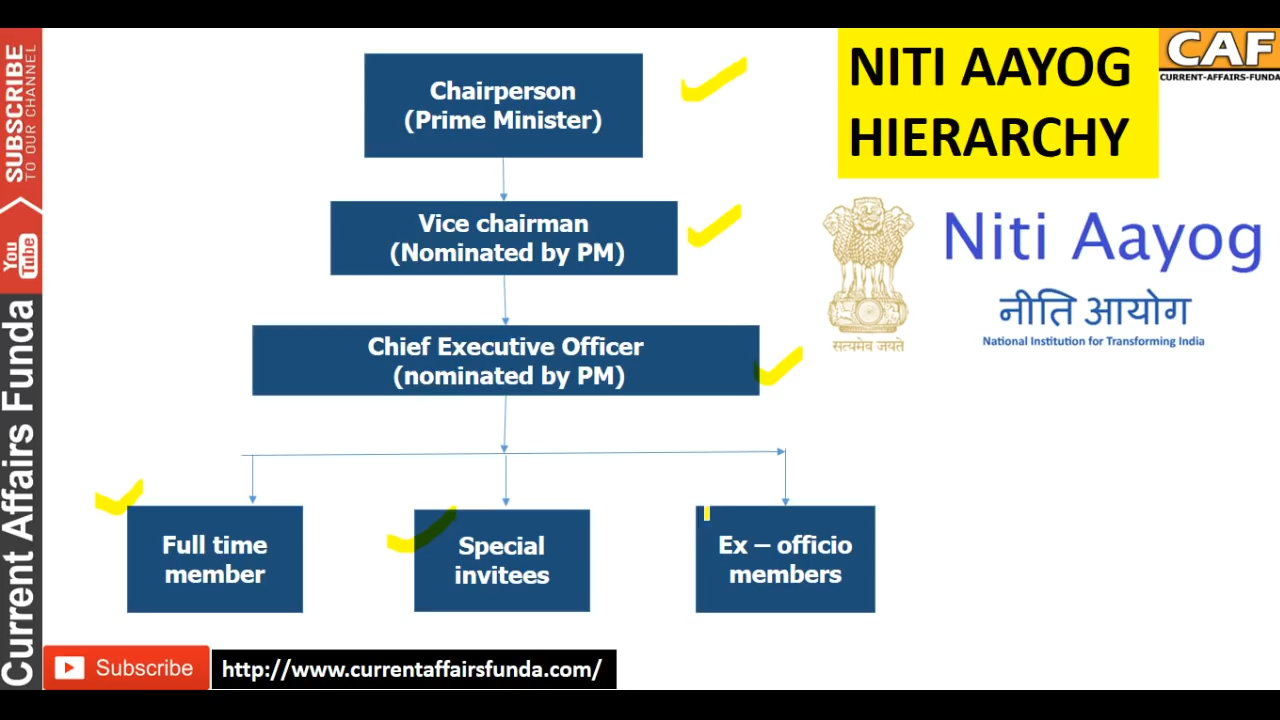 SUBSCRIBE
TO OUR CHANNEL
You
Tube
Current Affairs Funda
Chairperson
(Prime Minister)
Vice chairman
(Nominated by PM)
Chief Executive Officer
(nominated by PM)
Full time
member
Special
invitees
Ex – officio
members
NITI AAYOG
HIERARCHY
CAF
CURRENT-AFFAIRS-FUNDA
सत्यमेव जयते
Niti Aayog
नीति आयोग
National Institution for Transforming India
Subscribe
http://www.currentaffairsfunda.com/